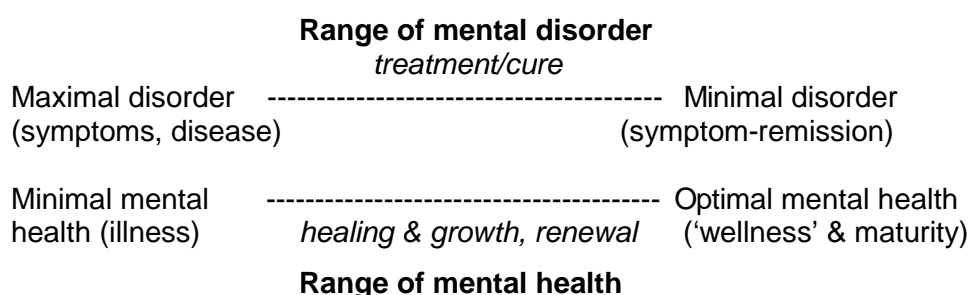 Range of mental disorder
treatment/cure
Maximal disorder --------------------------------------- Minimal disorder
(symptoms, disease) (symptom-remission)
Minimal mental --------------------------------------- Optimal mental health
health (illness) healing & growth, renewal (‘wellness’ & maturity)
Range of mental health